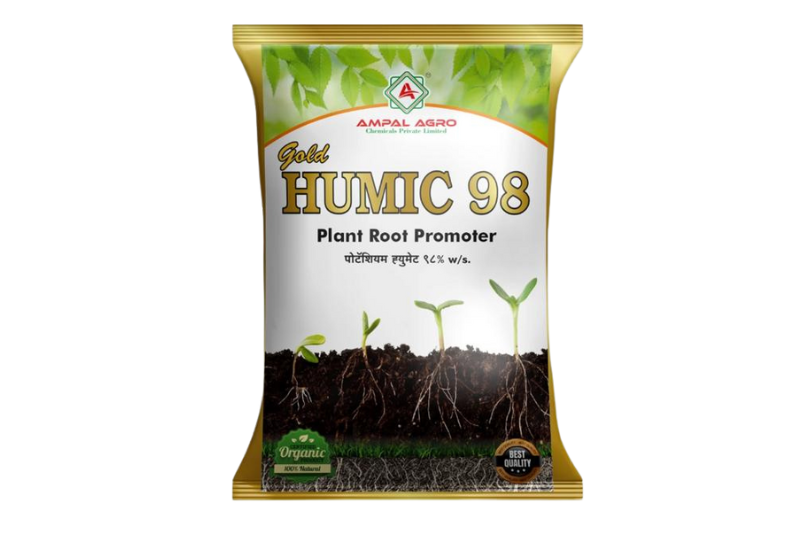 ®
AMPAL AGRO
Chemicals Private Limited
Gold
HUMIC 98
Plant Root Promoter
पोटॅशियम ह्युमेट ९८% w/s.
Organic
100% Natural
BEST
QUALITY